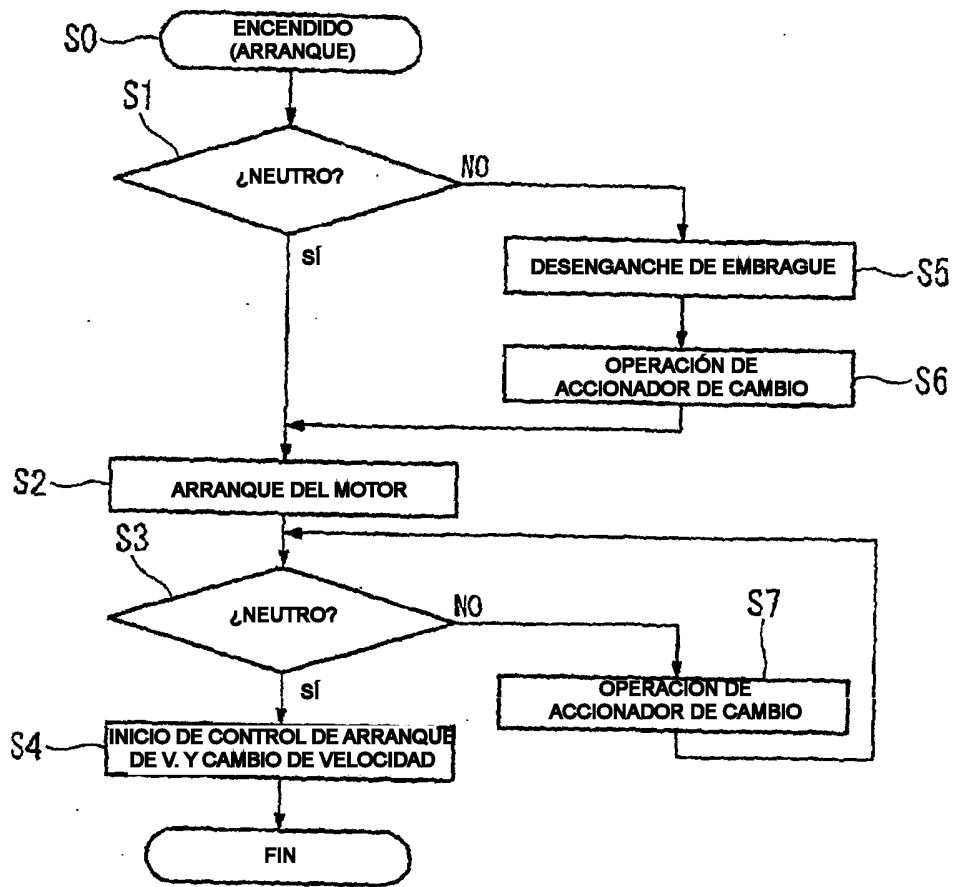 S0
ENCENDIDO
(ARRANQUE)
S1
¿NEUTRO?
NO
sí
DESENGANCHE DE EMBRAGUE
S5
OPERACIÓN DE
ACCIONADOR DE CAMBIO
S6
S2
ARRANQUE DEL MOTOR
S3
¿NEUTRO?
NO
sí
S7
OPERACIÓN DE
ACCIONADOR DE CAMBIO
S4
INICIO DE CONTROL DE ARRANQUE
DE V. Y CAMBIO DE VELOCIDAD
FIN